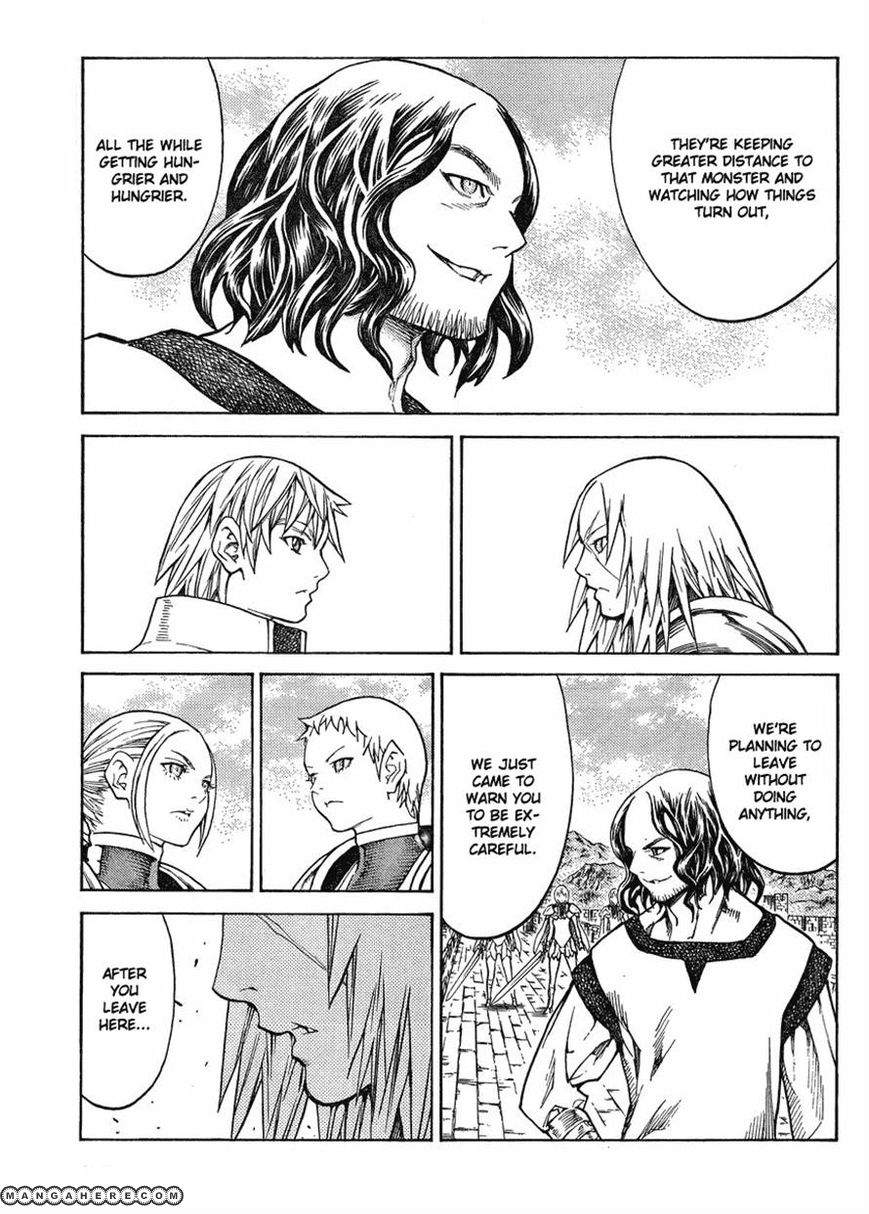 THEY'RE KEEPING
GREATER DISTANCE TO
THAT MONSTER AND
WATCHING HOW THINGS
TURN OUT,
ALL THE WHILE
GETTING HUN-
GRIER AND
HUNGRIER.
WE'RE
PLANNING TO
LEAVE
WITHOUT
DOING
ANYTHING,
WE JUST
CAME TO
WARN YOU
TO BE EX-
TREMELY
CAREFUL.
AFTER
YOU
LEAVE
HERE...
MANGAHERE.COM